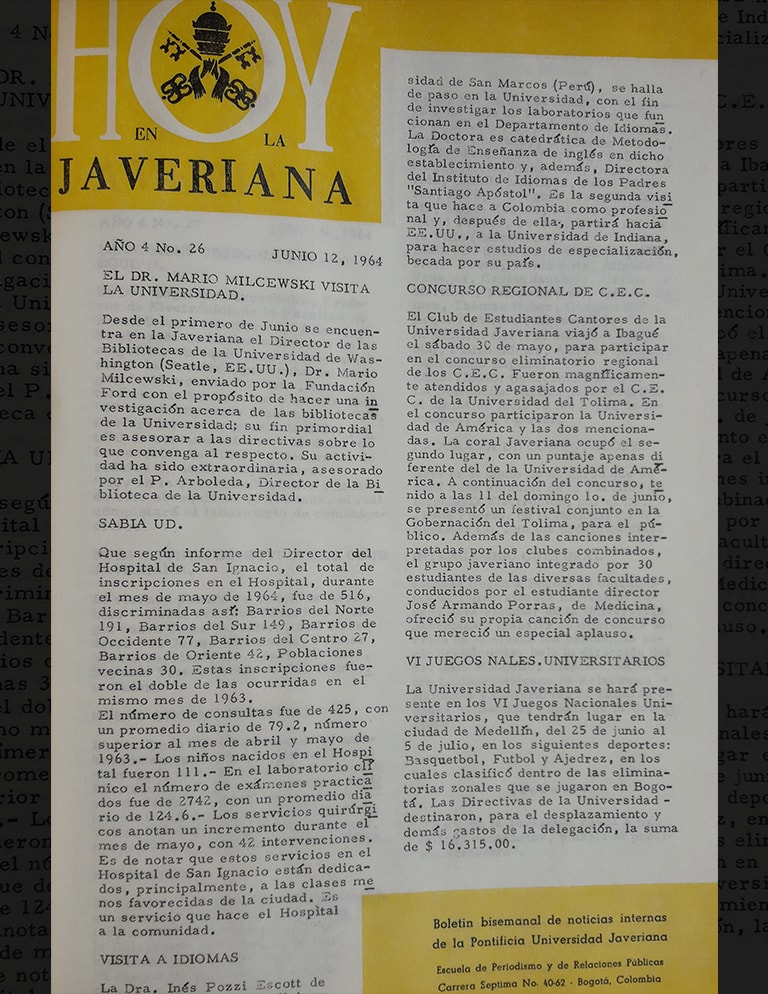 HOY
EN LA
JAVERIANA
AÑO 4 No. 26 JUNIO 12, 1964
EL DR. MARIO MILCEWSKI VISITA
LA UNIVERSIDAD.
Desde el primero de Junio se encuen-
tra en la Javeriana el Director de las
Bibliotecas de la Universidad de Was-
hington (Seatle, EE.UU.), Dr. Mario
Milcewski, enviado por la Fundación
Ford con el propósito de hacer una in
vestigación acerca de las bibliotecas
de la Universidad; su fin primordial
es asesorar a las directivas sobre lo
que convenga al respecto. Su activi-
dad ha sido extraordinaria, asesorado
por el P. Arboleda, Director de la Bi
blioteca de la Universidad.
SABIA UD.
Que según informe del Director del
Hospital de San Ignacio, el total de
inscripciones en el Hospital, durante
el mes de mayo de 1964, fue de 516,
discriminadas así: Barrios del Norte
191, Barrios del Sur 149, Barrios de
Occidente 77, Barrios del Centro 27,
Barrios de Oriente 42, Poblaciones
vecinas 30. Estas inscripciones fue-
ron el doble de las ocurridas en el
mismo mes de 1963.
El número de consultas fue de 425, con
un promedio diario de 79.2, número
superior al mes de abril y mayo de
1963.- Los niños nacidos en el Hospi
tal fueron 111.- En el laboratorio clí
nico el número de exámenes practica
dos fue de 2742, con un promedio dia
rio de 124.6.- Los servicios quirúrgi
cos anotan un incremento durante el
mes de mayo, con 42 intervenciones.
Es de notar que estos servicios en el
Hospital de San Ignacio están dedica-
dos, principalmente, a las clases me
nos favorecidas de la ciudad. Es
un servicio que hace el Hospital
a la comunidad.
VISITA A IDIOMAS
La Dra. Inés Pozzi Escott de
sidad de San Marcos (Perú), se halla
de paso en la Universidad, con el fin
de investigar los laboratorios que fun
cionan en el Departamento de Idiomas.
La Doctora es catedrática de Metodo-
logía de Enseñanza de inglés en dicho
establecimiento y, además, Directora
del Instituto de Idiomas de los Padres
"Santiago Apóstol". Es la segunda visi
ta que hace a Colombia como profesio
nal y, después de ella, partirá hacia
EE.UU., a la Universidad de Indiana,
para hacer estudios de especialización,
becada por su país.
CONCURSO REGIONAL DE C.E.C.
El Club de Estudiantes Cantores de la
Universidad Javeriana viajó a Ibagué
el sábado 30 de mayo, para participar
en el concurso eliminatorio regional
de los C.E.C. Fueron magníficamen-
te atendidos y agasajados por el C.E.
C. de la Universidad del Tolima. En
el concurso participaron la Universi-
dad de América y las dos menciona-
das. La coral Javeriana ocupó el se-
gundo lugar, con un puntaje apenas di
ferente del de la Universidad de Amé-
rica. A continuación del concurso, te
nido a las 11 del domingo 1o. de junio,
se presentó un festival conjunto en la
Gobernación del Tolima, para el pú-
blico. Además de las canciones inter-
pretadas por los clubes combinados,
el grupo javeriano integrado por 30
estudiantes de las diversas facultades,
conducidos por el estudiante director
José Armando Porras, de Medicina,
ofreció su propia canción de concurso
que mereció un especial aplauso.
VI JUEGOS NALES.UNIVERSITARIOS
La Universidad Javeriana se hará pre-
sente en los VI Juegos Nacionales Uni-
versitarios, que tendrán lugar en la
ciudad de Medellín, del 25 de junio al
5 de julio, en los siguientes deportes:
Basquetbol, Futbol y Ajedrez, en los
cuales clasificó dentro de las elimina-
torias zonales que se jugaron en Bogo-
tá. Las Directivas de la Universidad -
destinaron, para el desplazamiento y
demás gastos de la delegación, la suma
de $ 16.315.00.
Boletin bisemanal de noticias internas
de la Pontificia Universidad Javeriana
Escuela de Periodismo y de Relaciones Públicas
Carrera Septima No. 40-62 - Bogotá, Colombia